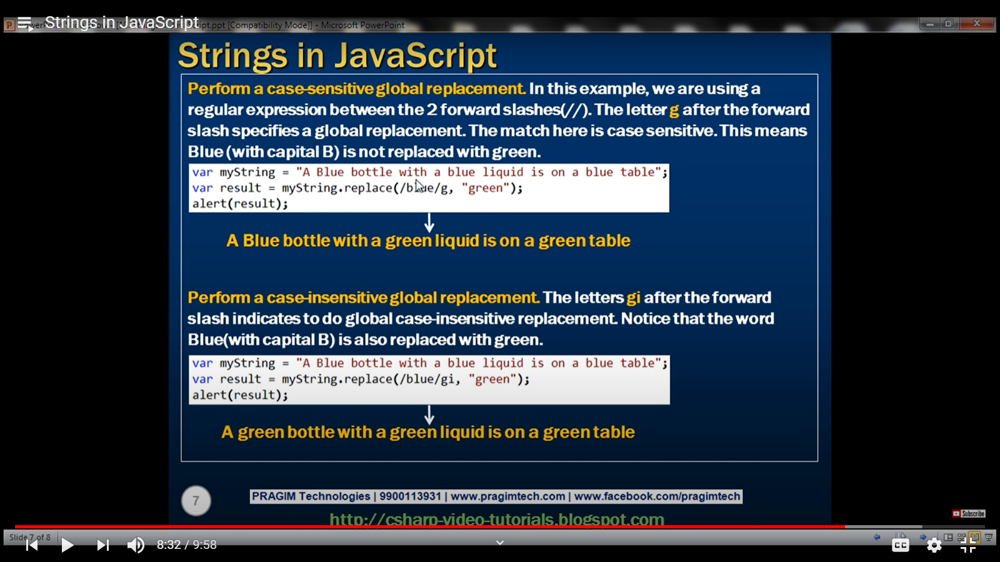 Strings in JavaScript
[Compatibility Mode]] - Microsoft PowerPoint
Strings in JavaScript
Perform a case-sensitive global replacement. In this example, we are using a
regular expression between the 2 forward slashes(//). The letter g after the forward
slash specifies a global replacement. The match here is case sensitive. This means
Blue (with capital B) is not replaced with green.
var myString = "A Blue bottle with a blue liquid is on a blue table";
var result = myString.replace(/blue/g, "green");
alert(result);
A Blue bottle with a green liquid is on a green table
Perform a case-insensitive global replacement. The letters gi after the forward
slash indicates to do global case-insensitive replacement. Notice that the word
Blue(with capital B) is also replaced with green.
var myString = "A Blue bottle with a blue liquid is on a blue table";
var result = myString.replace(/blue/gi, "green");
alert(result);
A green bottle with a green liquid is on a green table
7
PRAGIM Technologies | 9900113931 | www.pragimtech.com | www.facebook.com/pragimtech
http://csharp-video-tutorials.blogspot.com
Subscribe
Slide 7 of 8
8:32 / 9:58
CC